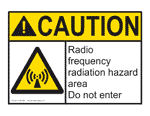 CAUTION
Radio
frequency
radiation hazard
area
Do not enter